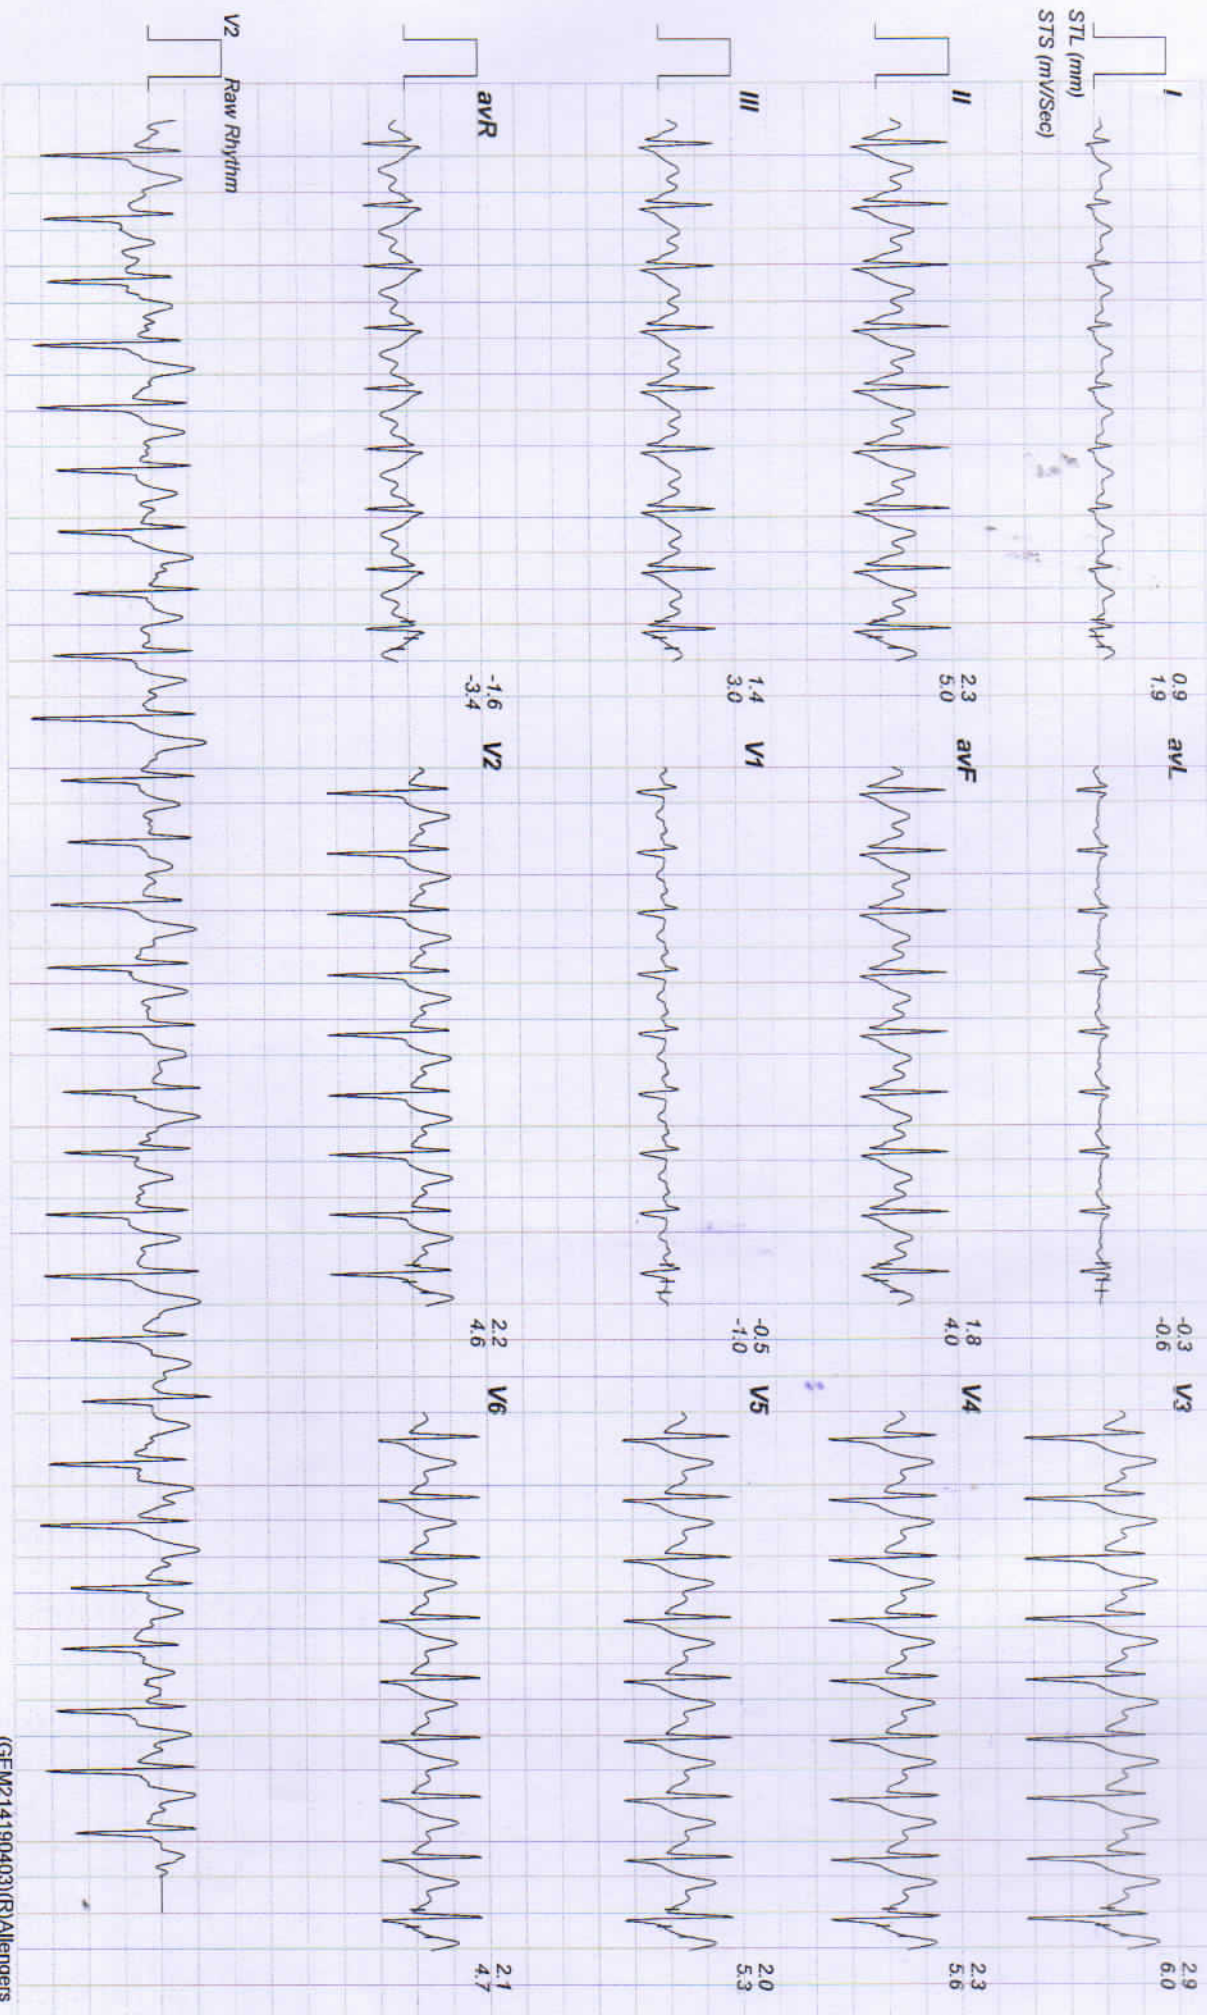 I
STL (mm) 0.9
STS (mV/Sec) 1.9
avL
-0.3
-0.6
V3
2.9
6.0
II
2.3
5.0
avF
1.8
4.0
V4
2.3
5.6
III
1.4
3.0
V1
-0.5
-1.0
V5
2.0
5.3
avR
-1.6
-3.4
V2
2.2
4.6
V6
2.1
4.7
V2 Raw Rhythm
(GEM214190403)(R)Allengers